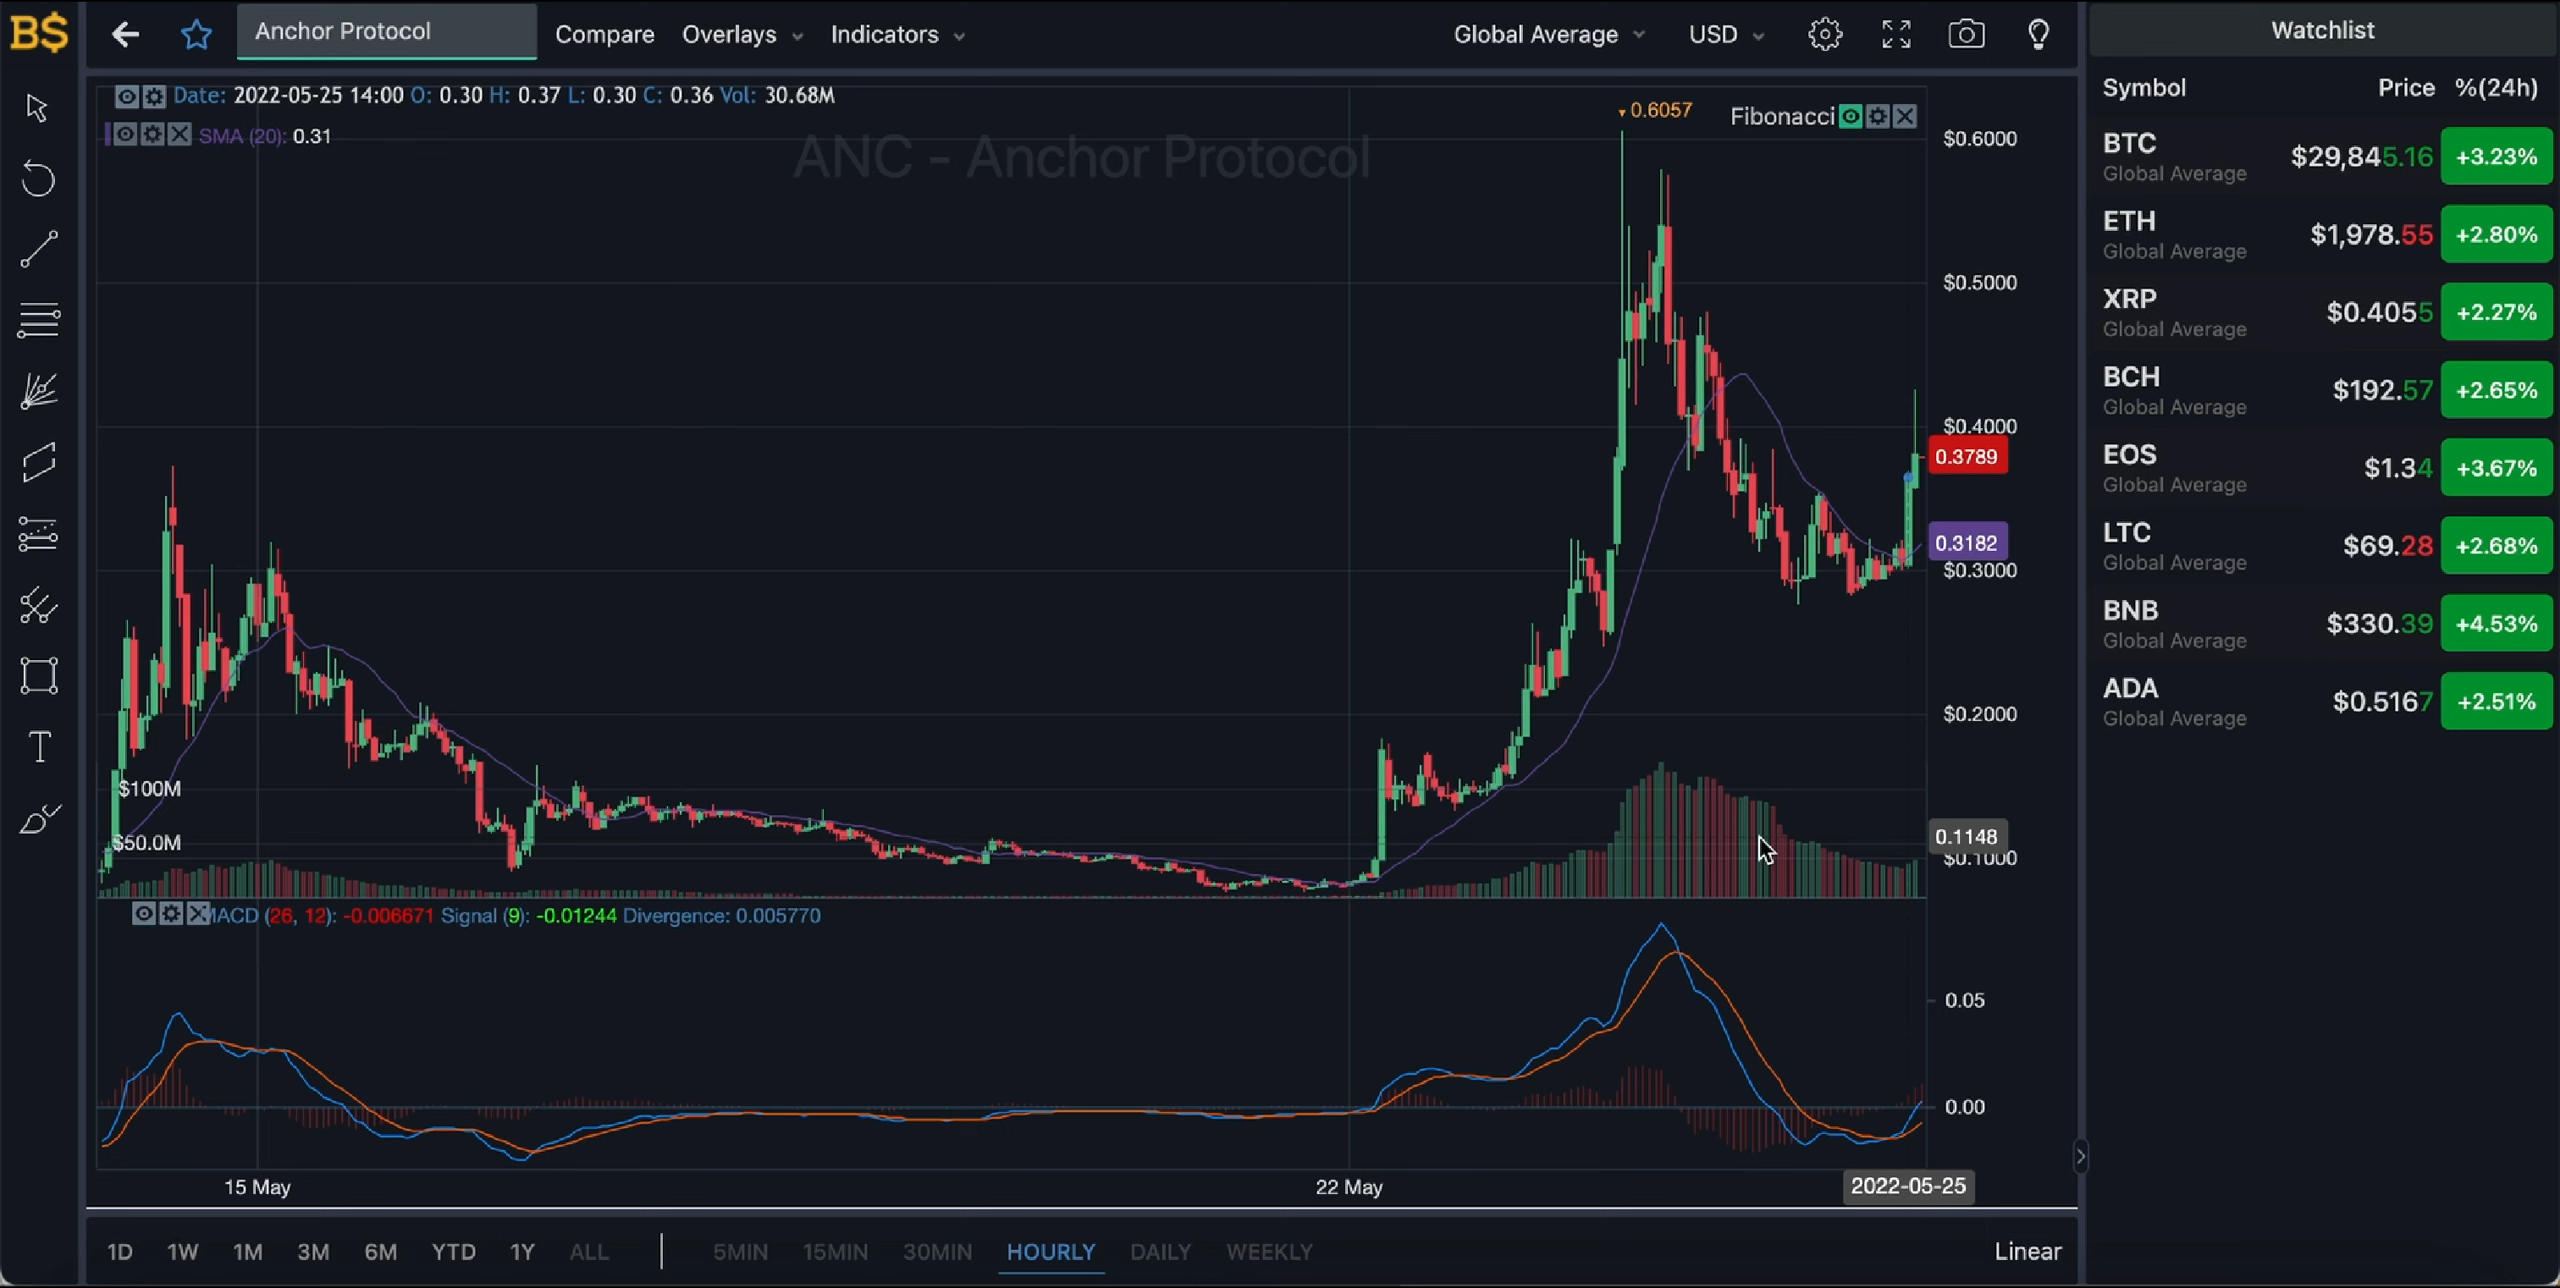 B$
Anchor Protocol Compare Overlays Indicators Global Average USD
Date: 2022-05-25 14:00 O: 0.30 H: 0.37 L: 0.30 C: 0.36 Vol: 30.68M
SMA (20): 0.31
0.6057
Fibonacci
ANC - Anchor Protocol
$0.6000
$0.5000
$0.4000
0.3789
0.3182
$0.3000
$0.2000
$100M
$50.0M
0.1148
$0.1000
MACD (26, 12): -0.006671 Signal (9): -0.01244 Divergence: 0.005770
0.05
0.00
15 May 22 May 2022-05-25
1D 1W 1M 3M 6M YTD 1Y ALL 5MIN 15MIN 30MIN HOURLY DAILY WEEKLY Linear
T
Watchlist
Symbol Price %(24h)
BTC $29,845.16 +3.23%
Global Average
ETH $1,978.55 +2.80%
Global Average
XRP $0.4055 +2.27%
Global Average
BCH $192.57 +2.65%
Global Average
EOS $1.34 +3.67%
Global Average
LTC $69.28 +2.68%
Global Average
BNB $330.39 +4.53%
Global Average
ADA $0.5167 +2.51%
Global Average